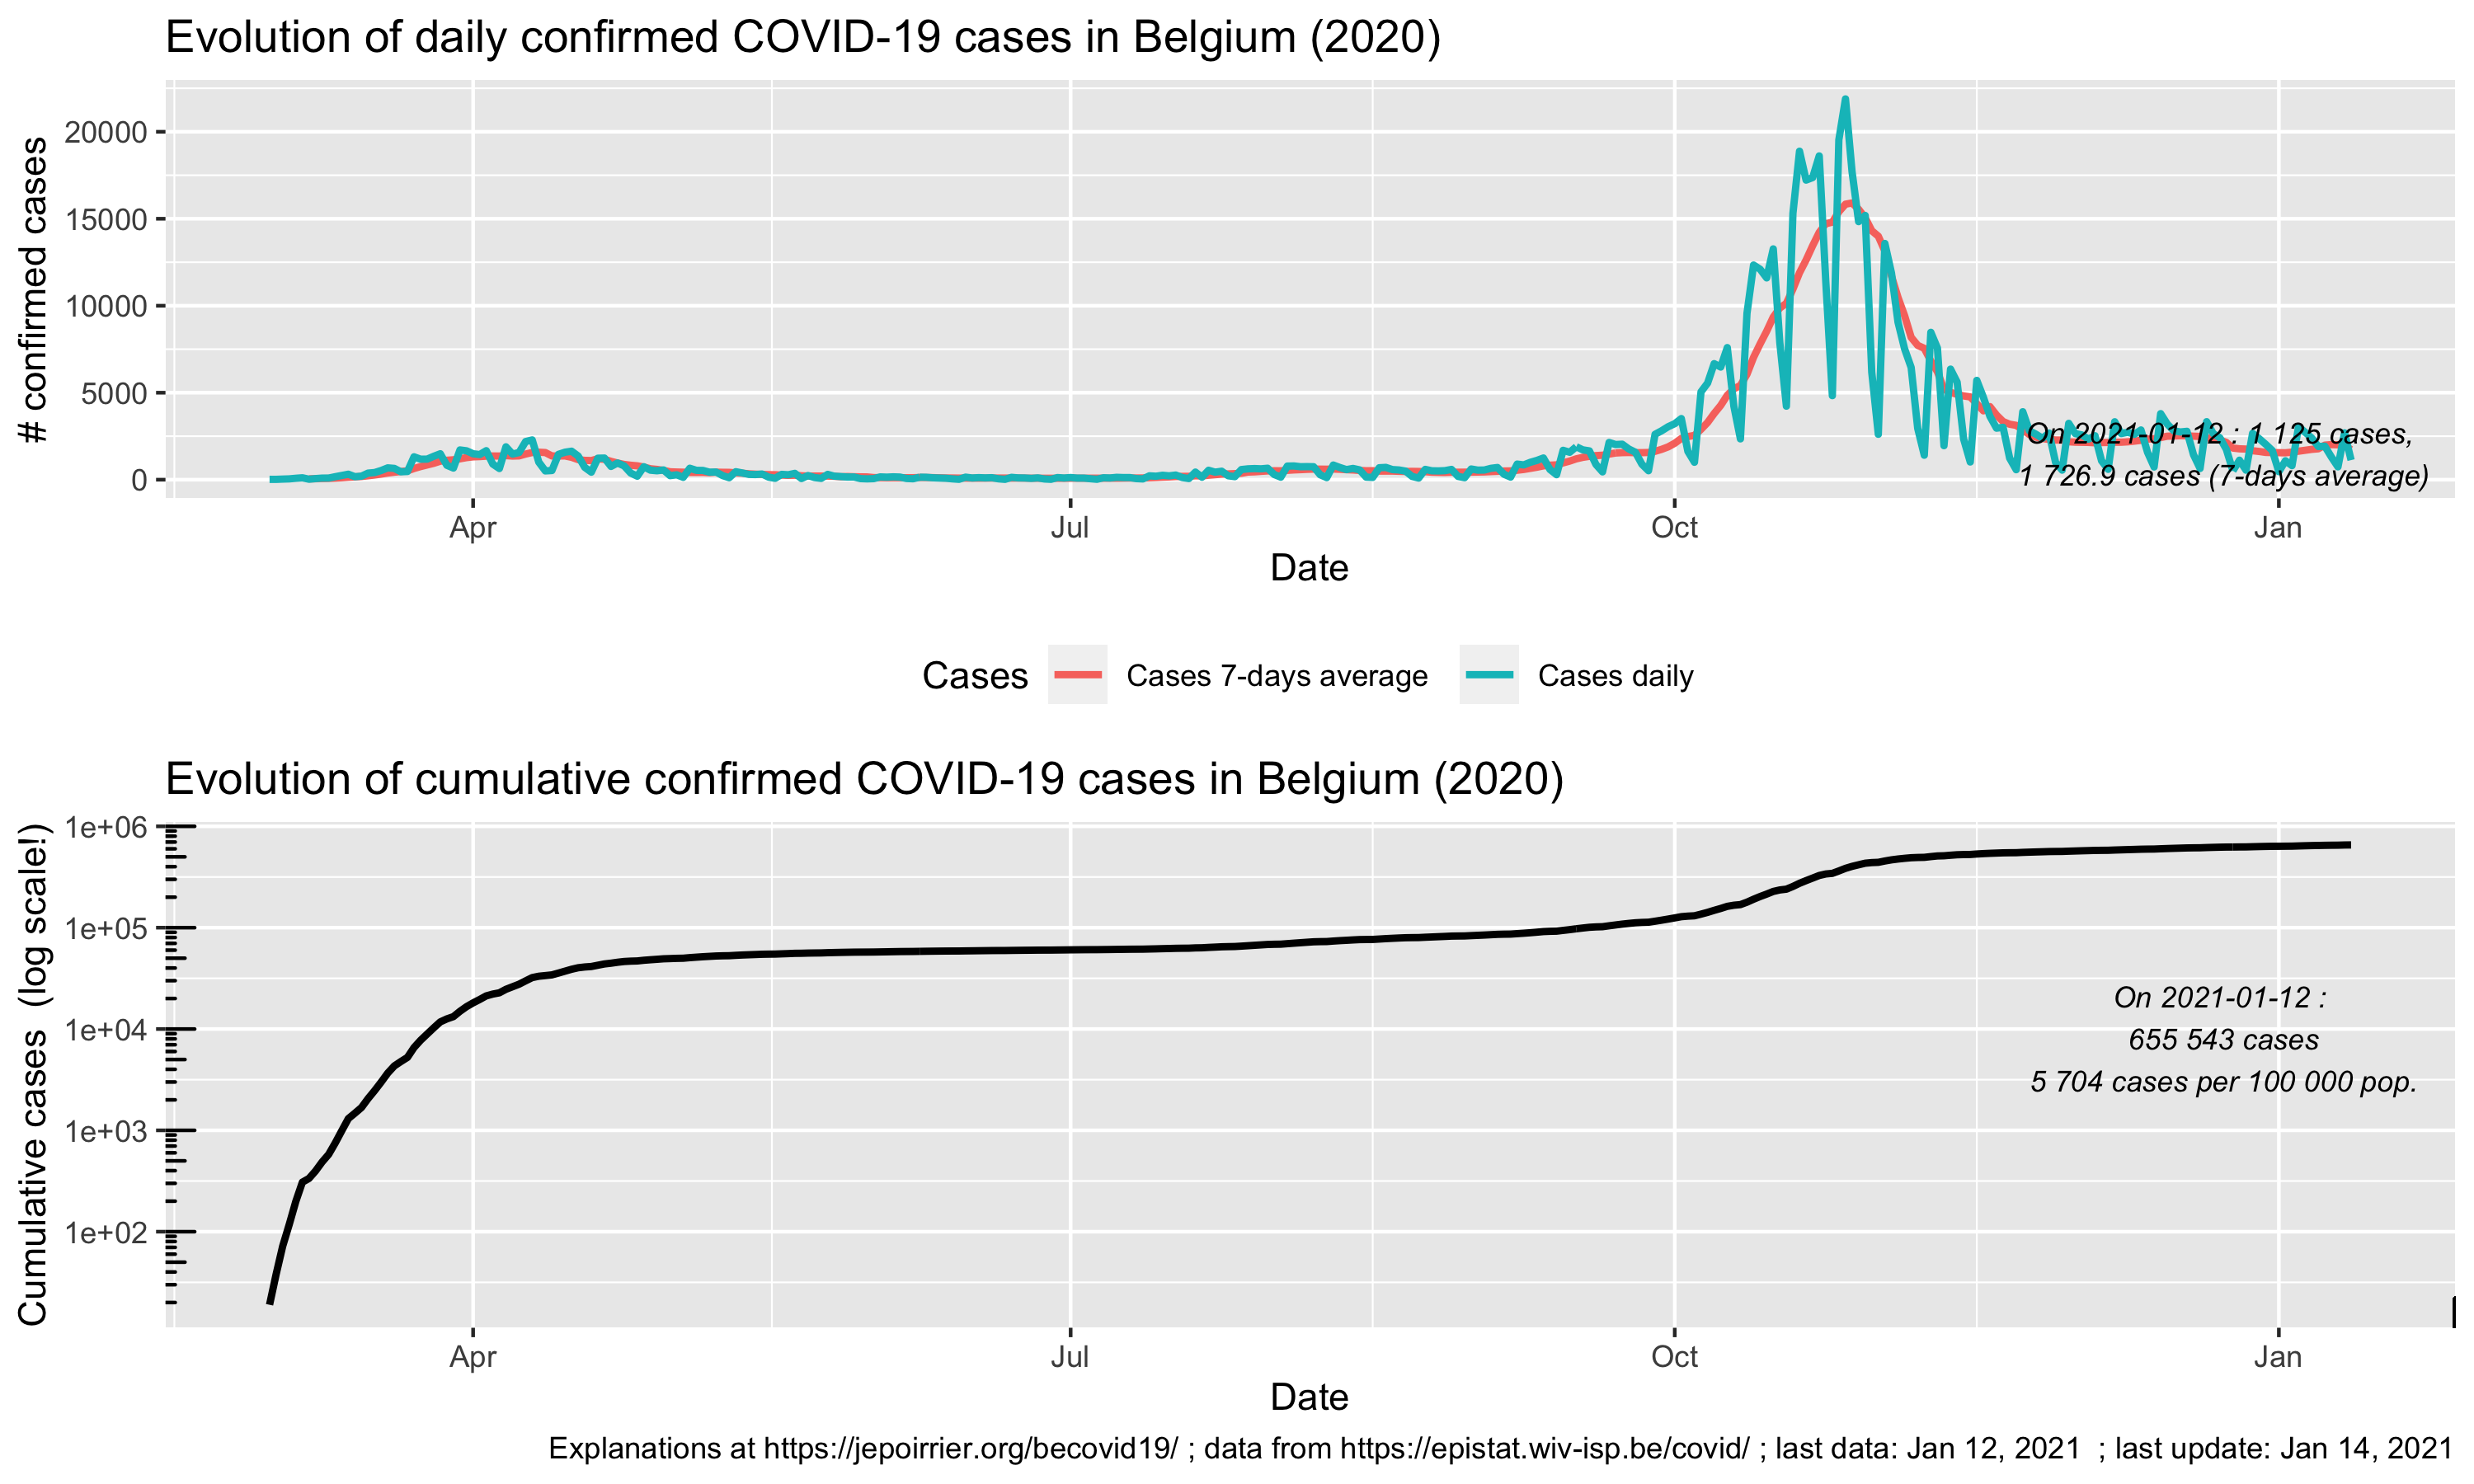 Evolution of daily confirmed COVID-19 cases in Belgium (2020)
# confirmed cases
20000
15000
10000
5000
0
On 2021-01-12 : 1 125 cases,
1 726.9 cases (7-days average)
Apr
Jul
Oct
Jan
Date
Cases
Cases 7-days average
Cases daily
Evolution of cumulative confirmed COVID-19 cases in Belgium (2020)
Cumulative cases (log scale!)
1e+06
1e+05
1e+04
1e+03
1e+02
On 2021-01-12 :
655 543 cases
5 704 cases per 100 000 pop.
Apr
Jul
Oct
Jan
Date
Explanations at https://jepoirrier.org/becovid19/ ; data from https://epistat.wiv-isp.be/covid/ ; last data: Jan 12, 2021 ; last update: Jan 14, 2021